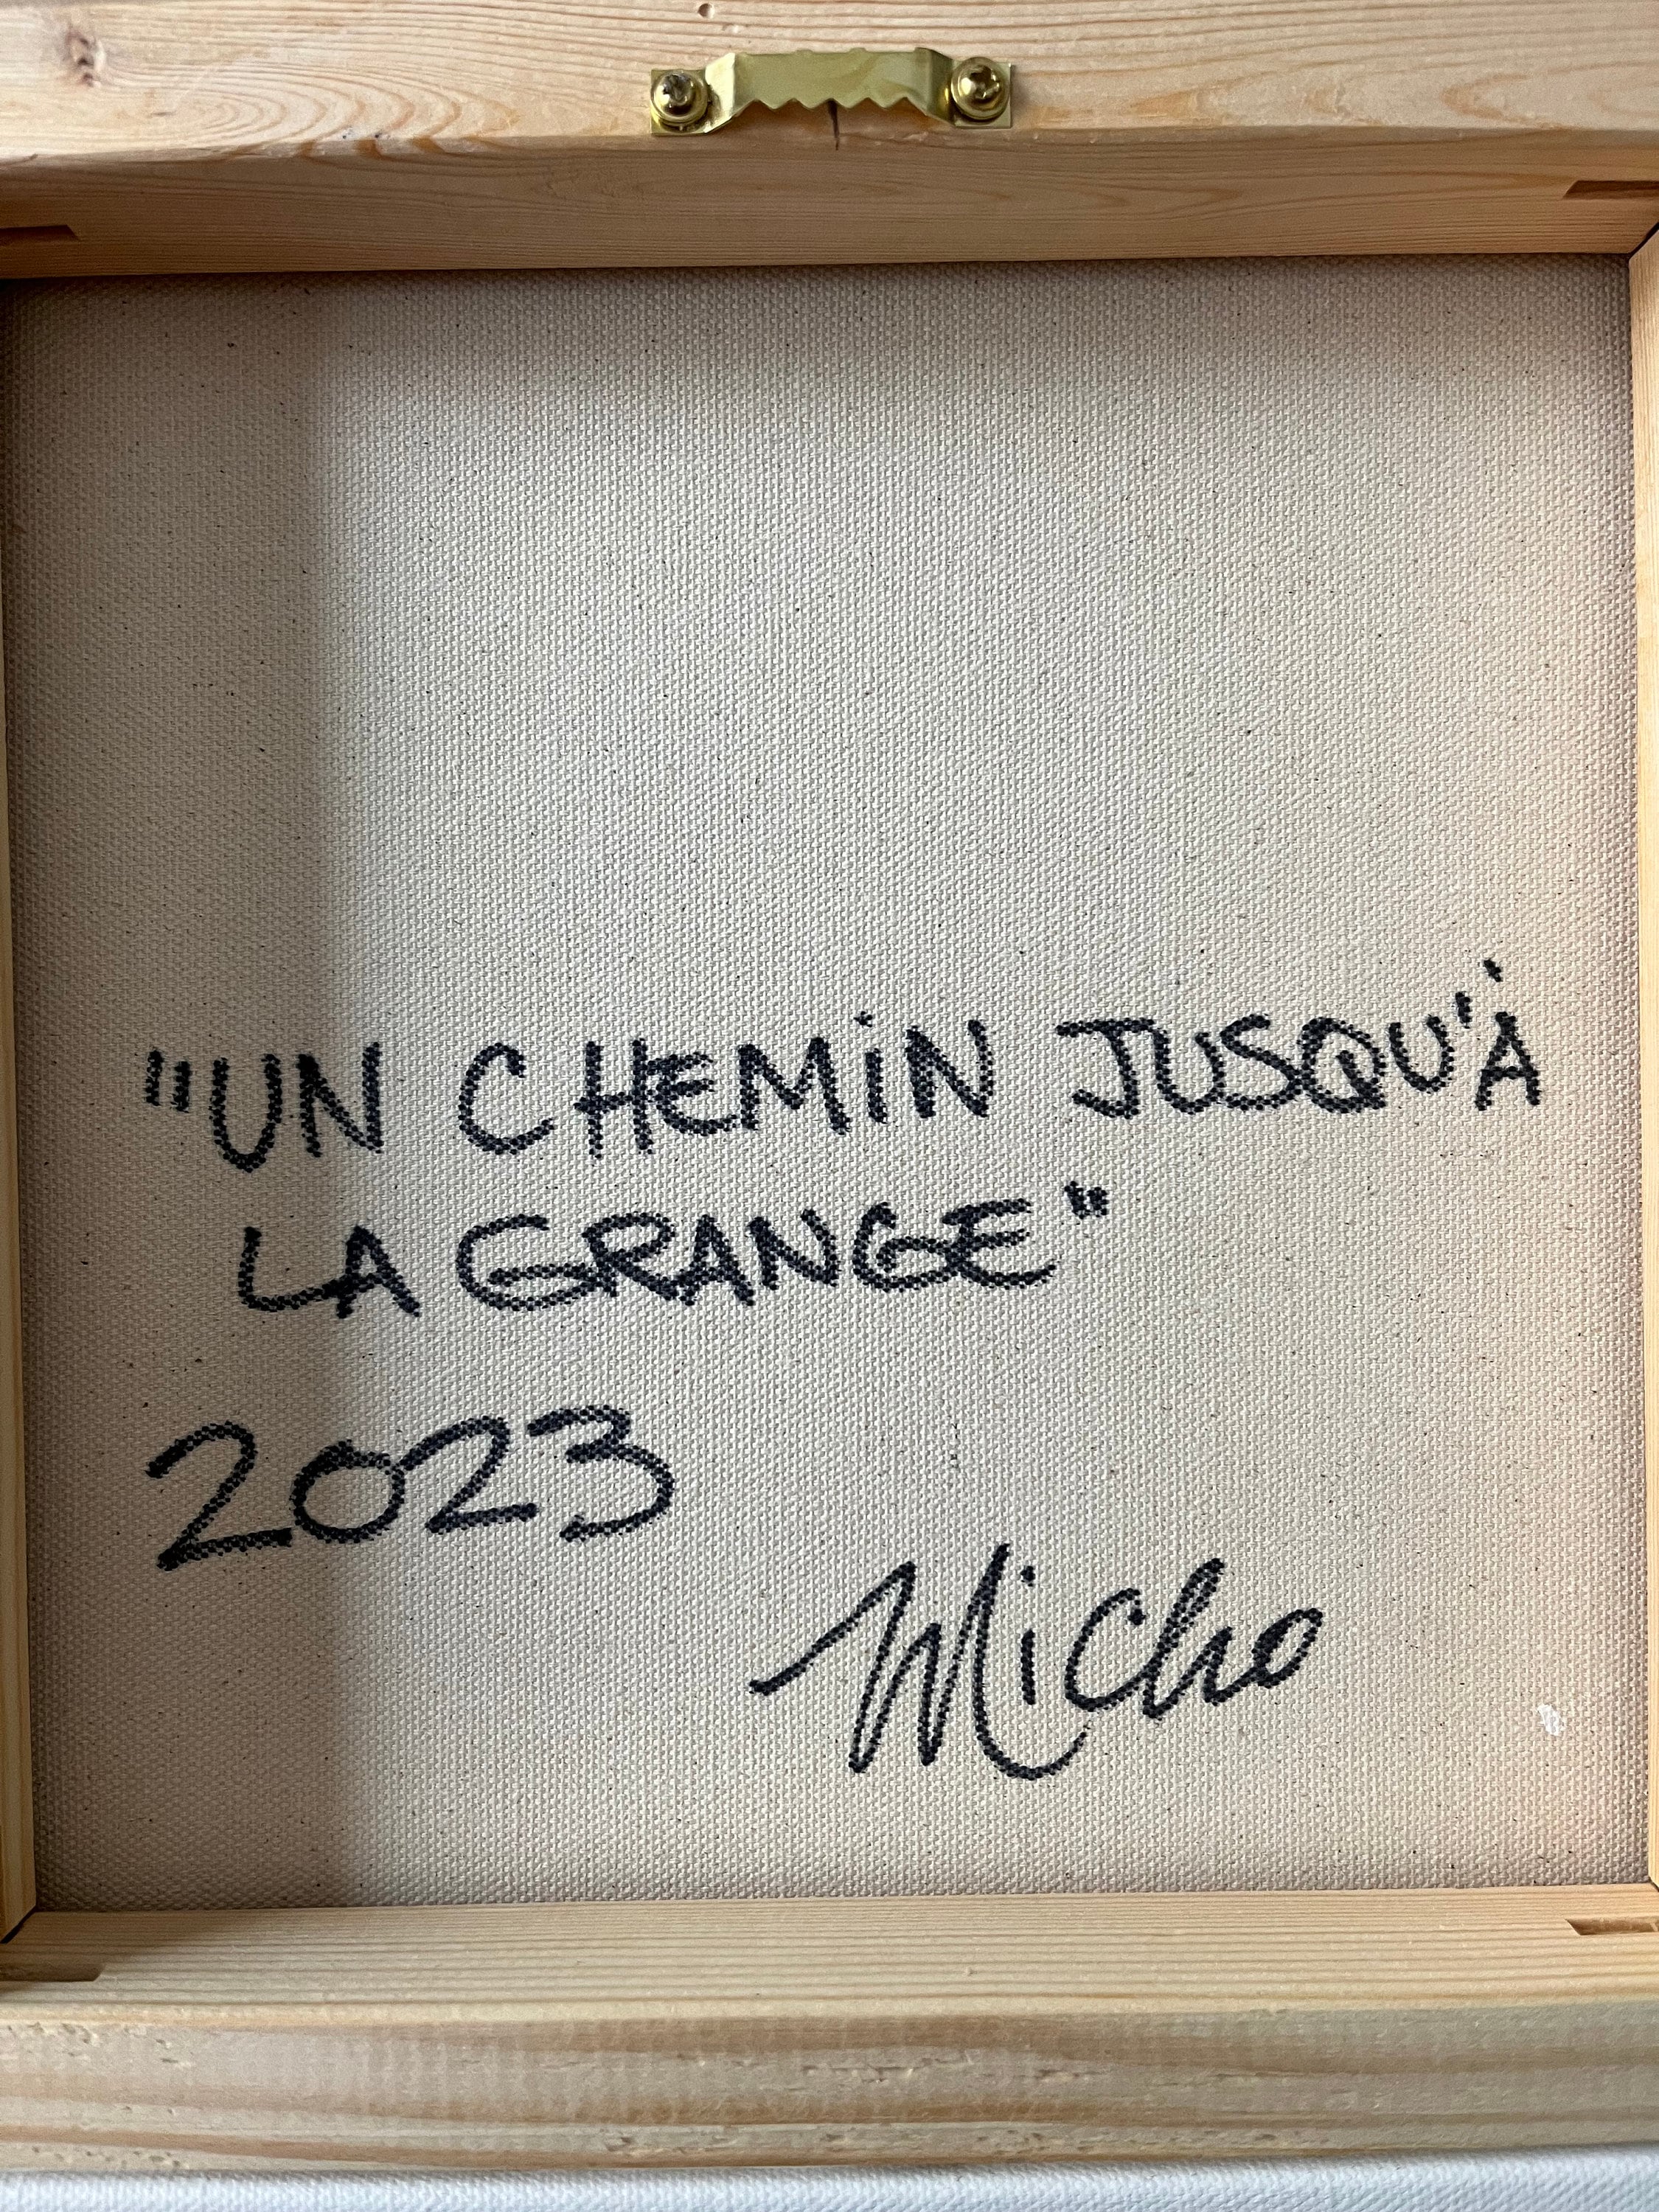 "UN CHEMiN JUSQU'À
LA GRANGE"
2023
Micho